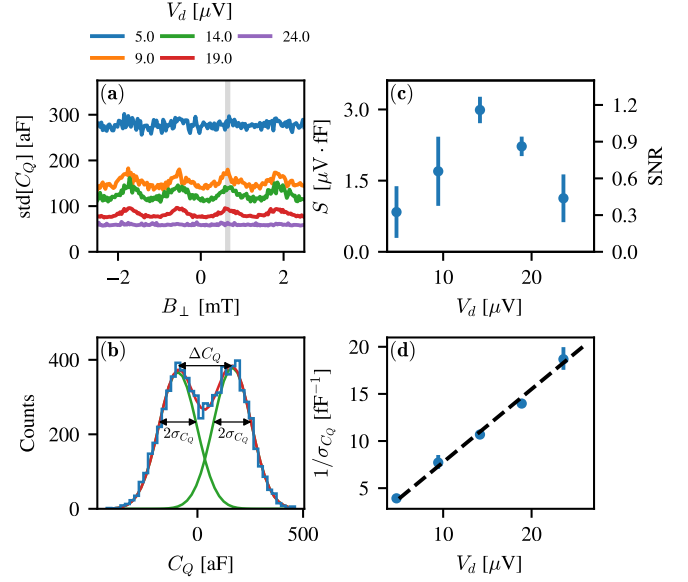 V_d [μV]
5.0 14.0 24.0
9.0 19.0
(a)
300
200
100
0
std[C_Q] [aF]
−2 0 2
B_⊥ [mT]
(c)
3.0
1.5
0.0
S [μV · fF]
1.2
0.9
0.6
0.3
0.0
SNR
10 20
V_d [μV]
(b)
ΔC_Q
2σ_{C_Q} 2σ_{C_Q}
400
200
0
Counts
0 500
C_Q [aF]
(d)
20
15
10
5
1/σ_{C_Q} [fF⁻¹]
10 20
V_d [μV]